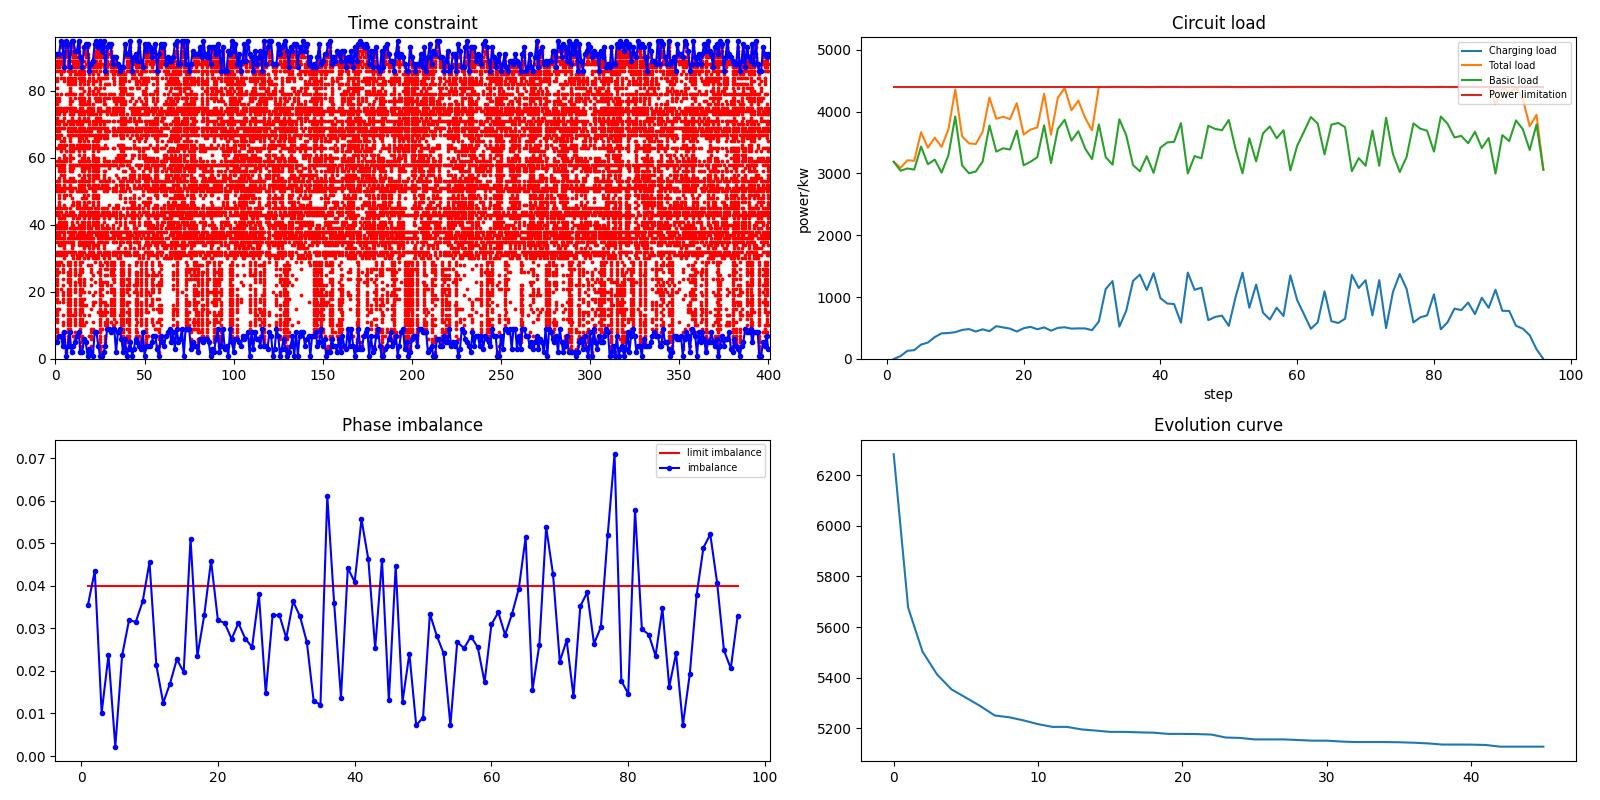 Time constraint
80
60
40
20
0
0 50 100 150 200 250 300 350 400
Circuit load
5000
4000
3000
2000
1000
0
power/kw
Charging load
Total load
Basic load
Power limitation
0 20 40 60 80 100
step
Phase imbalance
0.07
0.06
0.05
0.04
0.03
0.02
0.01
0.00
limit imbalance
imbalance
0 20 40 60 80 100
Evolution curve
6200
6000
5800
5600
5400
5200
0 10 20 30 40